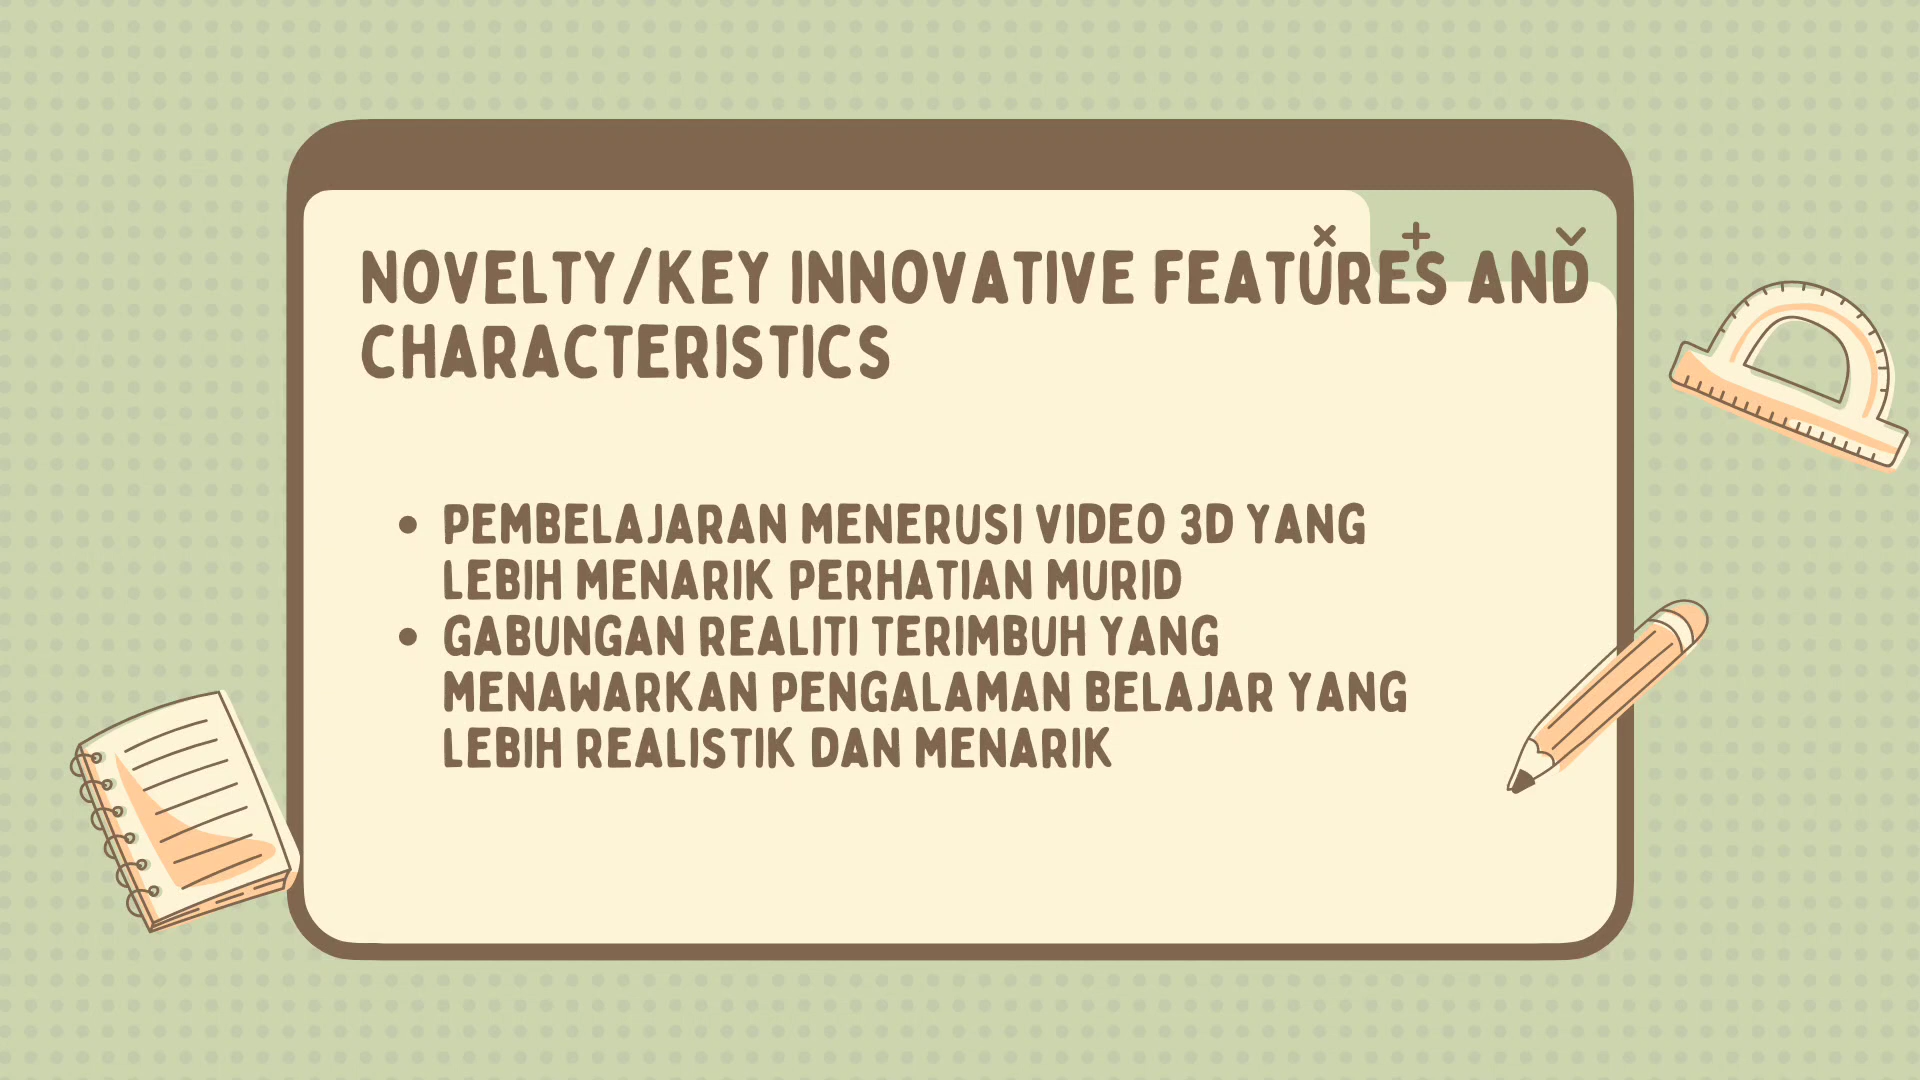 NOVELTY/KEY INNOVATIVE FEATURES AND
CHARACTERISTICS
• PEMBELAJARAN MENERUSI VIDEO 3D YANG
LEBIH MENARIK PERHATIAN MURID
• GABUNGAN REALITI TERIMBUH YANG
MENAWARKAN PENGALAMAN BELAJAR YANG
LEBIH REALISTIK DAN MENARIK